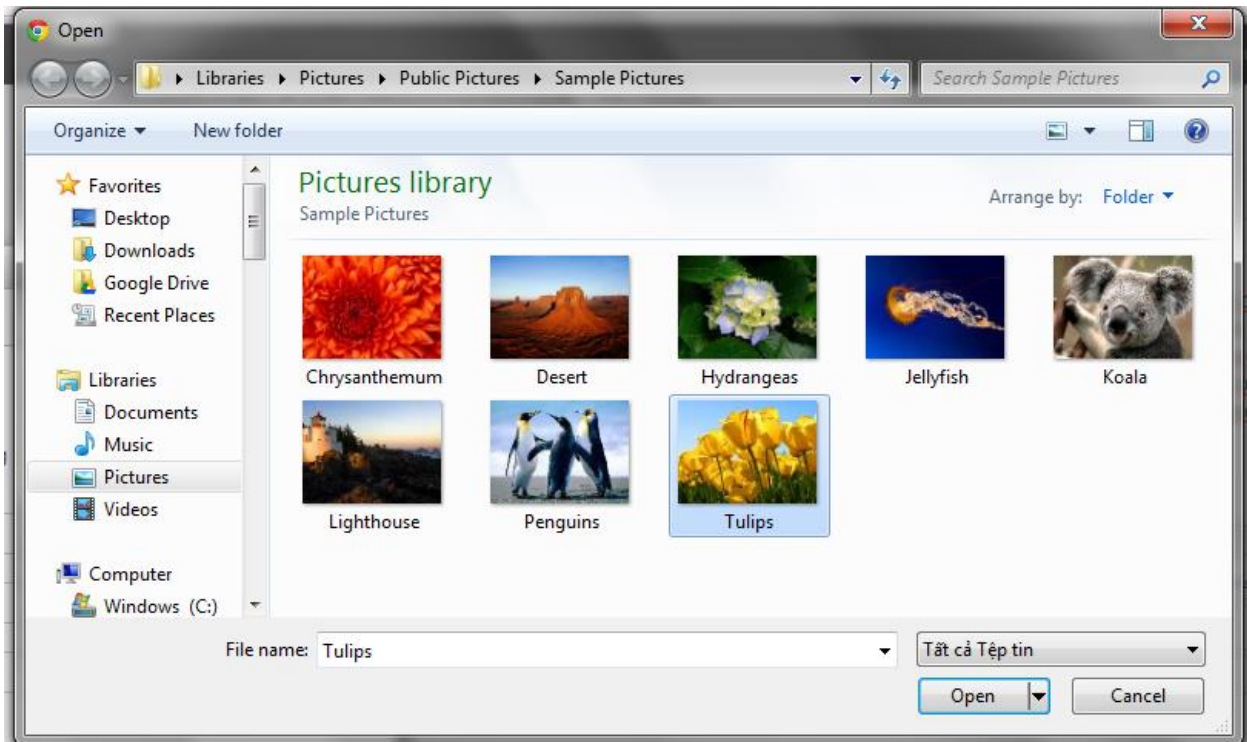 Open
Libraries Pictures Public Pictures Sample Pictures
Search Sample Pictures
Organize New folder
Favorites
Desktop
Downloads
Google Drive
Recent Places
Libraries
Documents
Music
Pictures
Videos
Computer
Windows (C:)
Pictures library
Sample Pictures
Arrange by: Folder
Chrysanthemum Desert Hydrangeas Jellyfish Koala
Lighthouse Penguins Tulips
File name: Tulips
Tất cả Tệp tin
Open Cancel